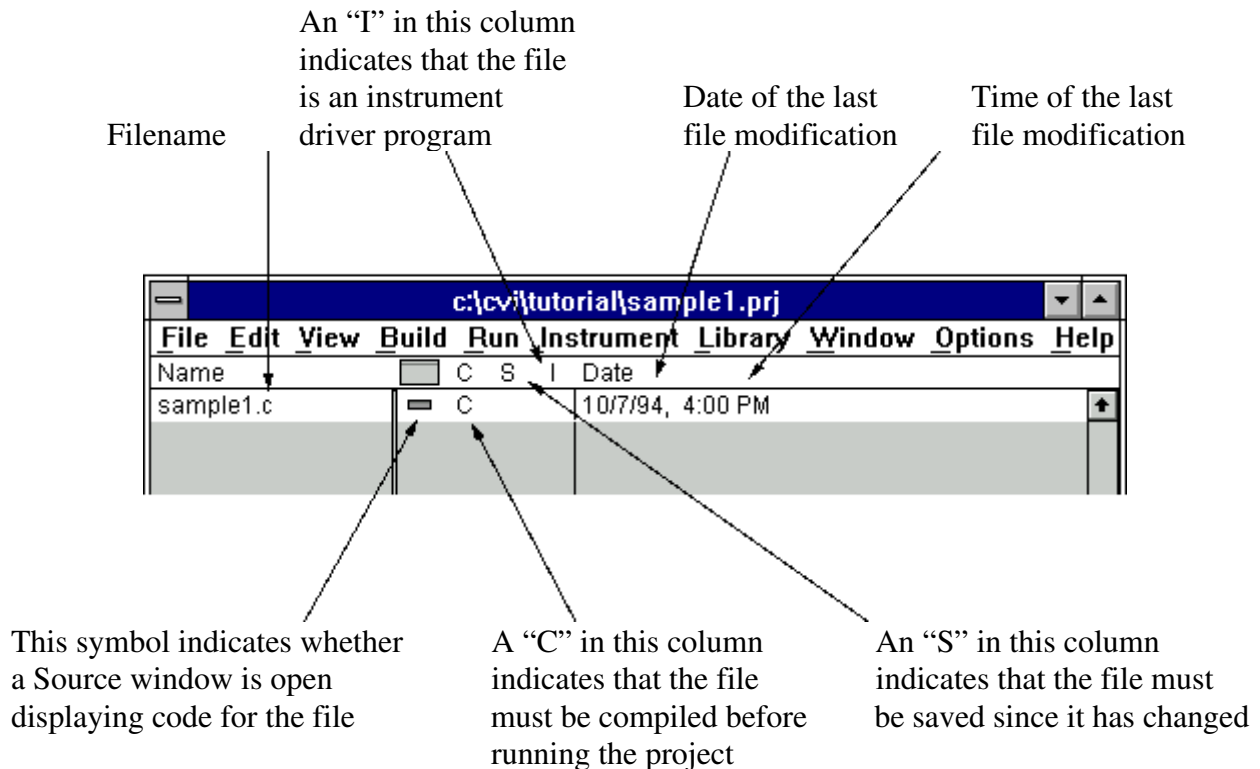 An “I” in this column
indicates that the file
is an instrument
driver program
Filename
Date of the last
file modification
Time of the last
file modification
c:\cvi\tutorial\sample1.prj
File Edit View Build Run Instrument Library Window Options Help
Name C S I Date
sample1.c C 10/7/94, 4:00 PM
This symbol indicates whether
a Source window is open
displaying code for the file
A “C” in this column
indicates that the file
must be compiled before
running the project
An “S” in this column
indicates that the file must
be saved since it has changed